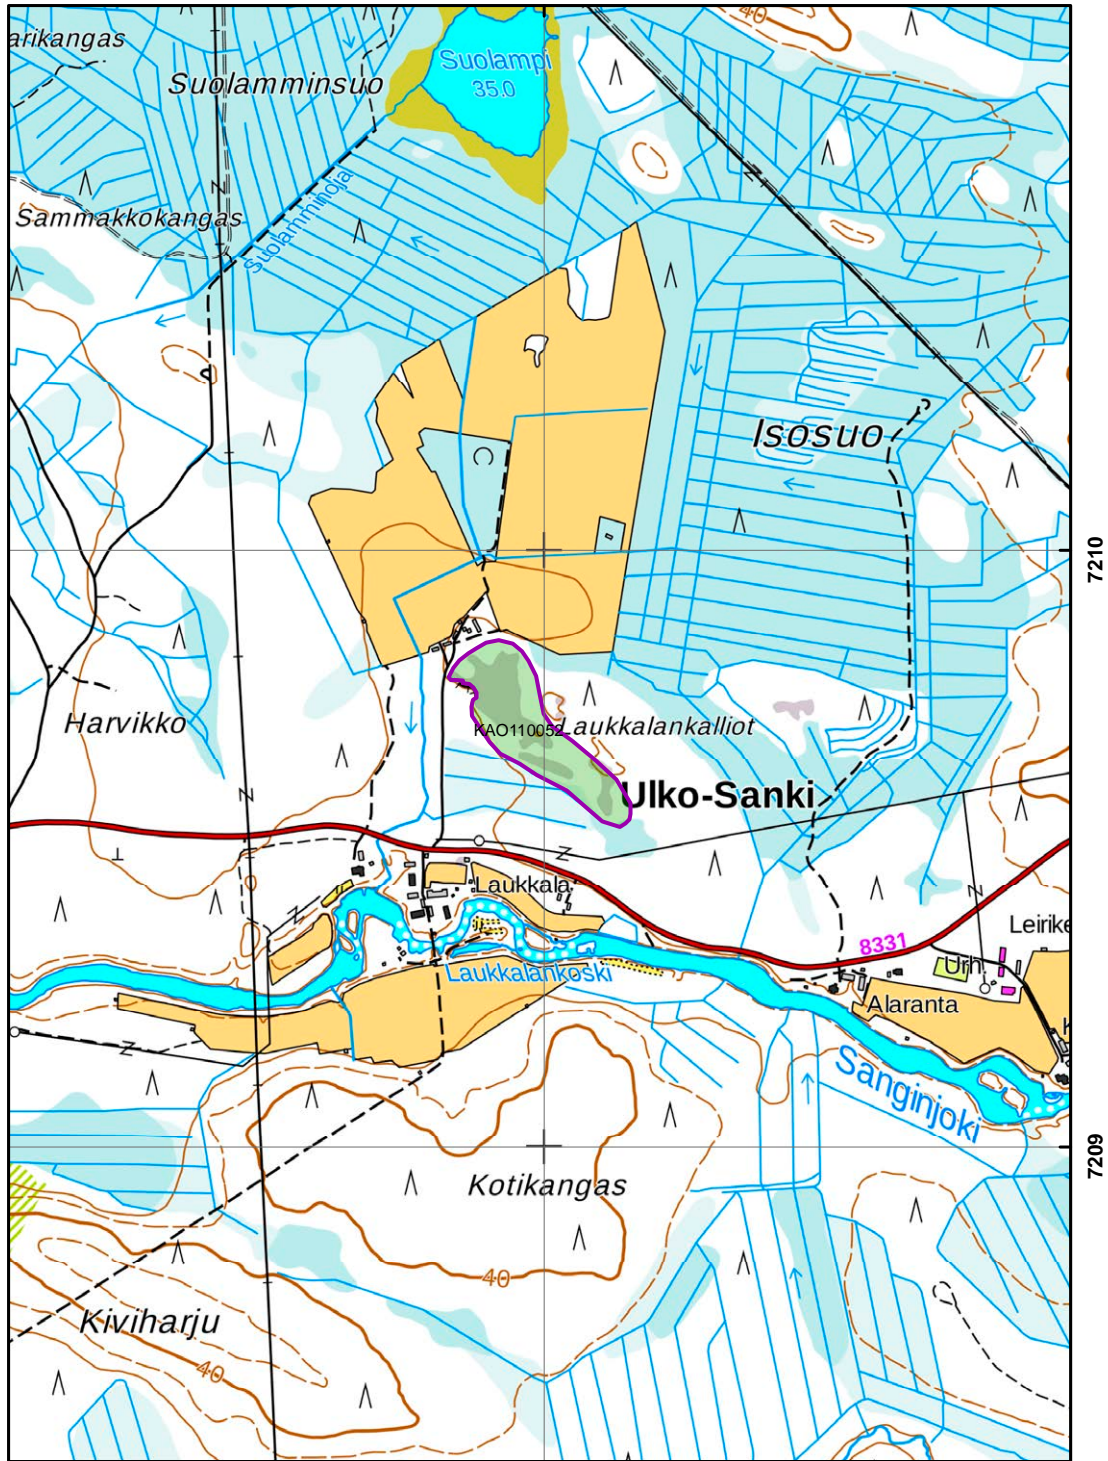 40
arikangas
Suolampi
35.0
Suolamminsuo
Sammakkokangas
Suolamminoja
Isosuo
7210
Harvikko
KAO110052
Laukkalankalliot
Ulko-Sanki
Laukkala
8331
Leirike
Urh.
Laukkalankoski
Alaranta
K
Sanginjoki
7209
Kotikangas
40
Kiviharju
40